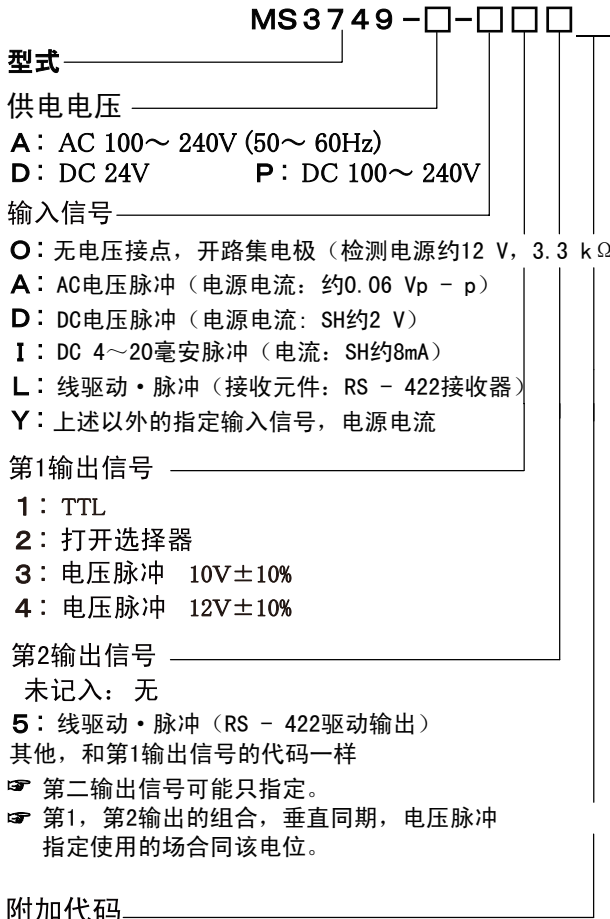 MS3749-□-□□□
型式
供电电压
A：AC 100～240V (50～60Hz)
D：DC 24V P：DC 100～240V
输入信号
O：无电压接点，开路集电极（检测电源约12 V，3.3 kΩ
A：AC电压脉冲（电源电流：约0.06 Vp - p）
D：DC电压脉冲（电源电流：SH约2 V）
I：DC 4～20毫安脉冲（电流：SH约8mA）
L：线驱动・脉冲（接收元件：RS - 422接收器）
Y：上述以外的指定输入信号，电源电流
第1输出信号
1：TTL
2：打开选择器
3：电压脉冲 10V±10%
4：电压脉冲 12V±10%
第2输出信号
未记入：无
5：线驱动・脉冲（RS - 422驱动输出）
其他，和第1输出信号的代码一样
☞ 第二输出信号可能只指定。
☞ 第1，第2输出的组合，垂直同期，电压脉冲
指定使用的场合同该电位。
附加代码